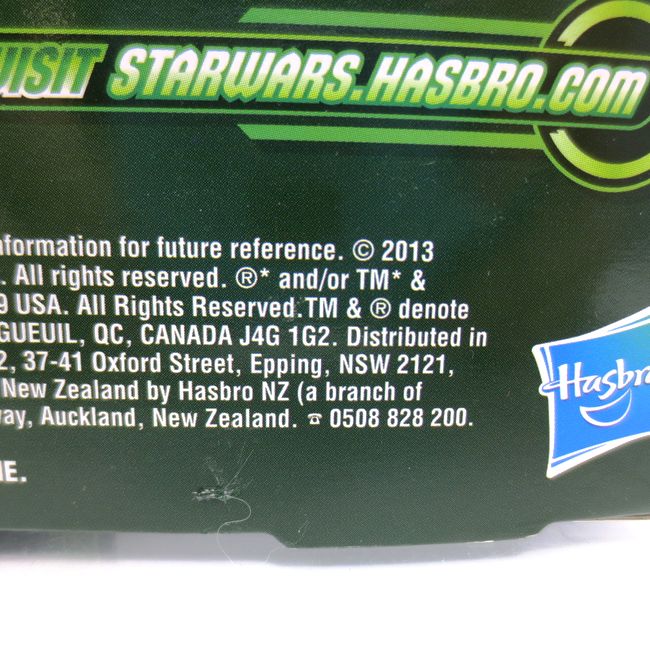 VISIT STARWARS.HASBRO.COM
nformation for future reference. © 2013
. All rights reserved. ®* and/or TM* &
9 USA. All Rights Reserved.TM & ® denote
GUEUIL, QC, CANADA J4G 1G2. Distributed in
2, 37-41 Oxford Street, Epping, NSW 2121,
New Zealand by Hasbro NZ (a branch of
way, Auckland, New Zealand. ☎ 0508 828 200.
Hasbro
E.